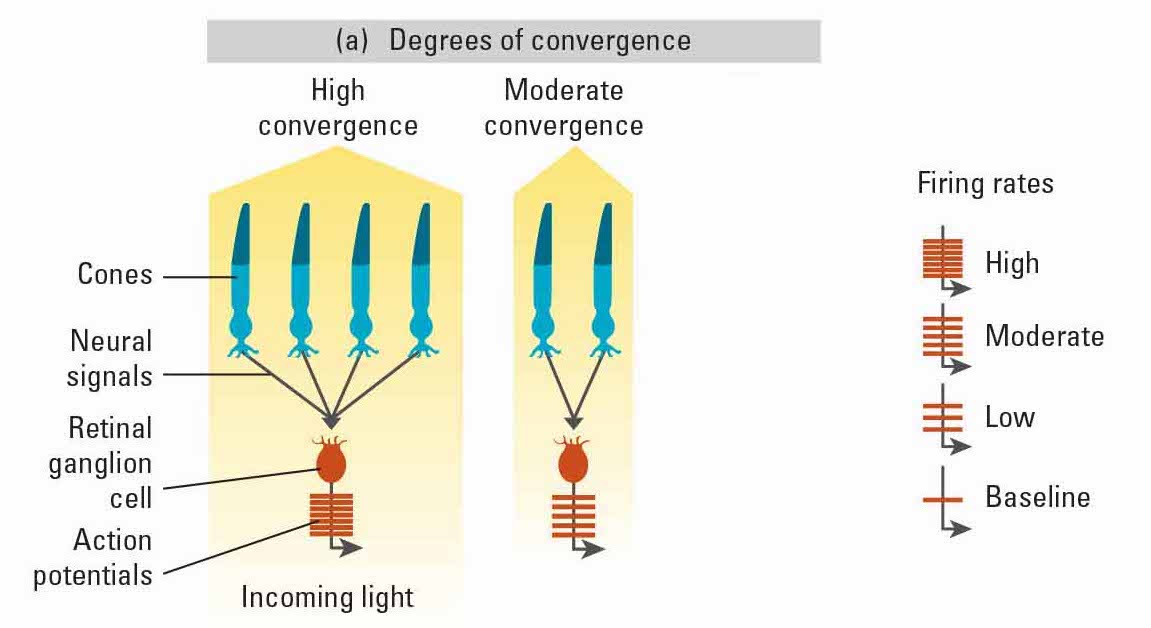 (a) Degrees of convergence
High
convergence
Moderate
convergence
Cones
Neural
signals
Retinal
ganglion
cell
Action
potentials
Incoming light
Firing rates
High
Moderate
Low
Baseline